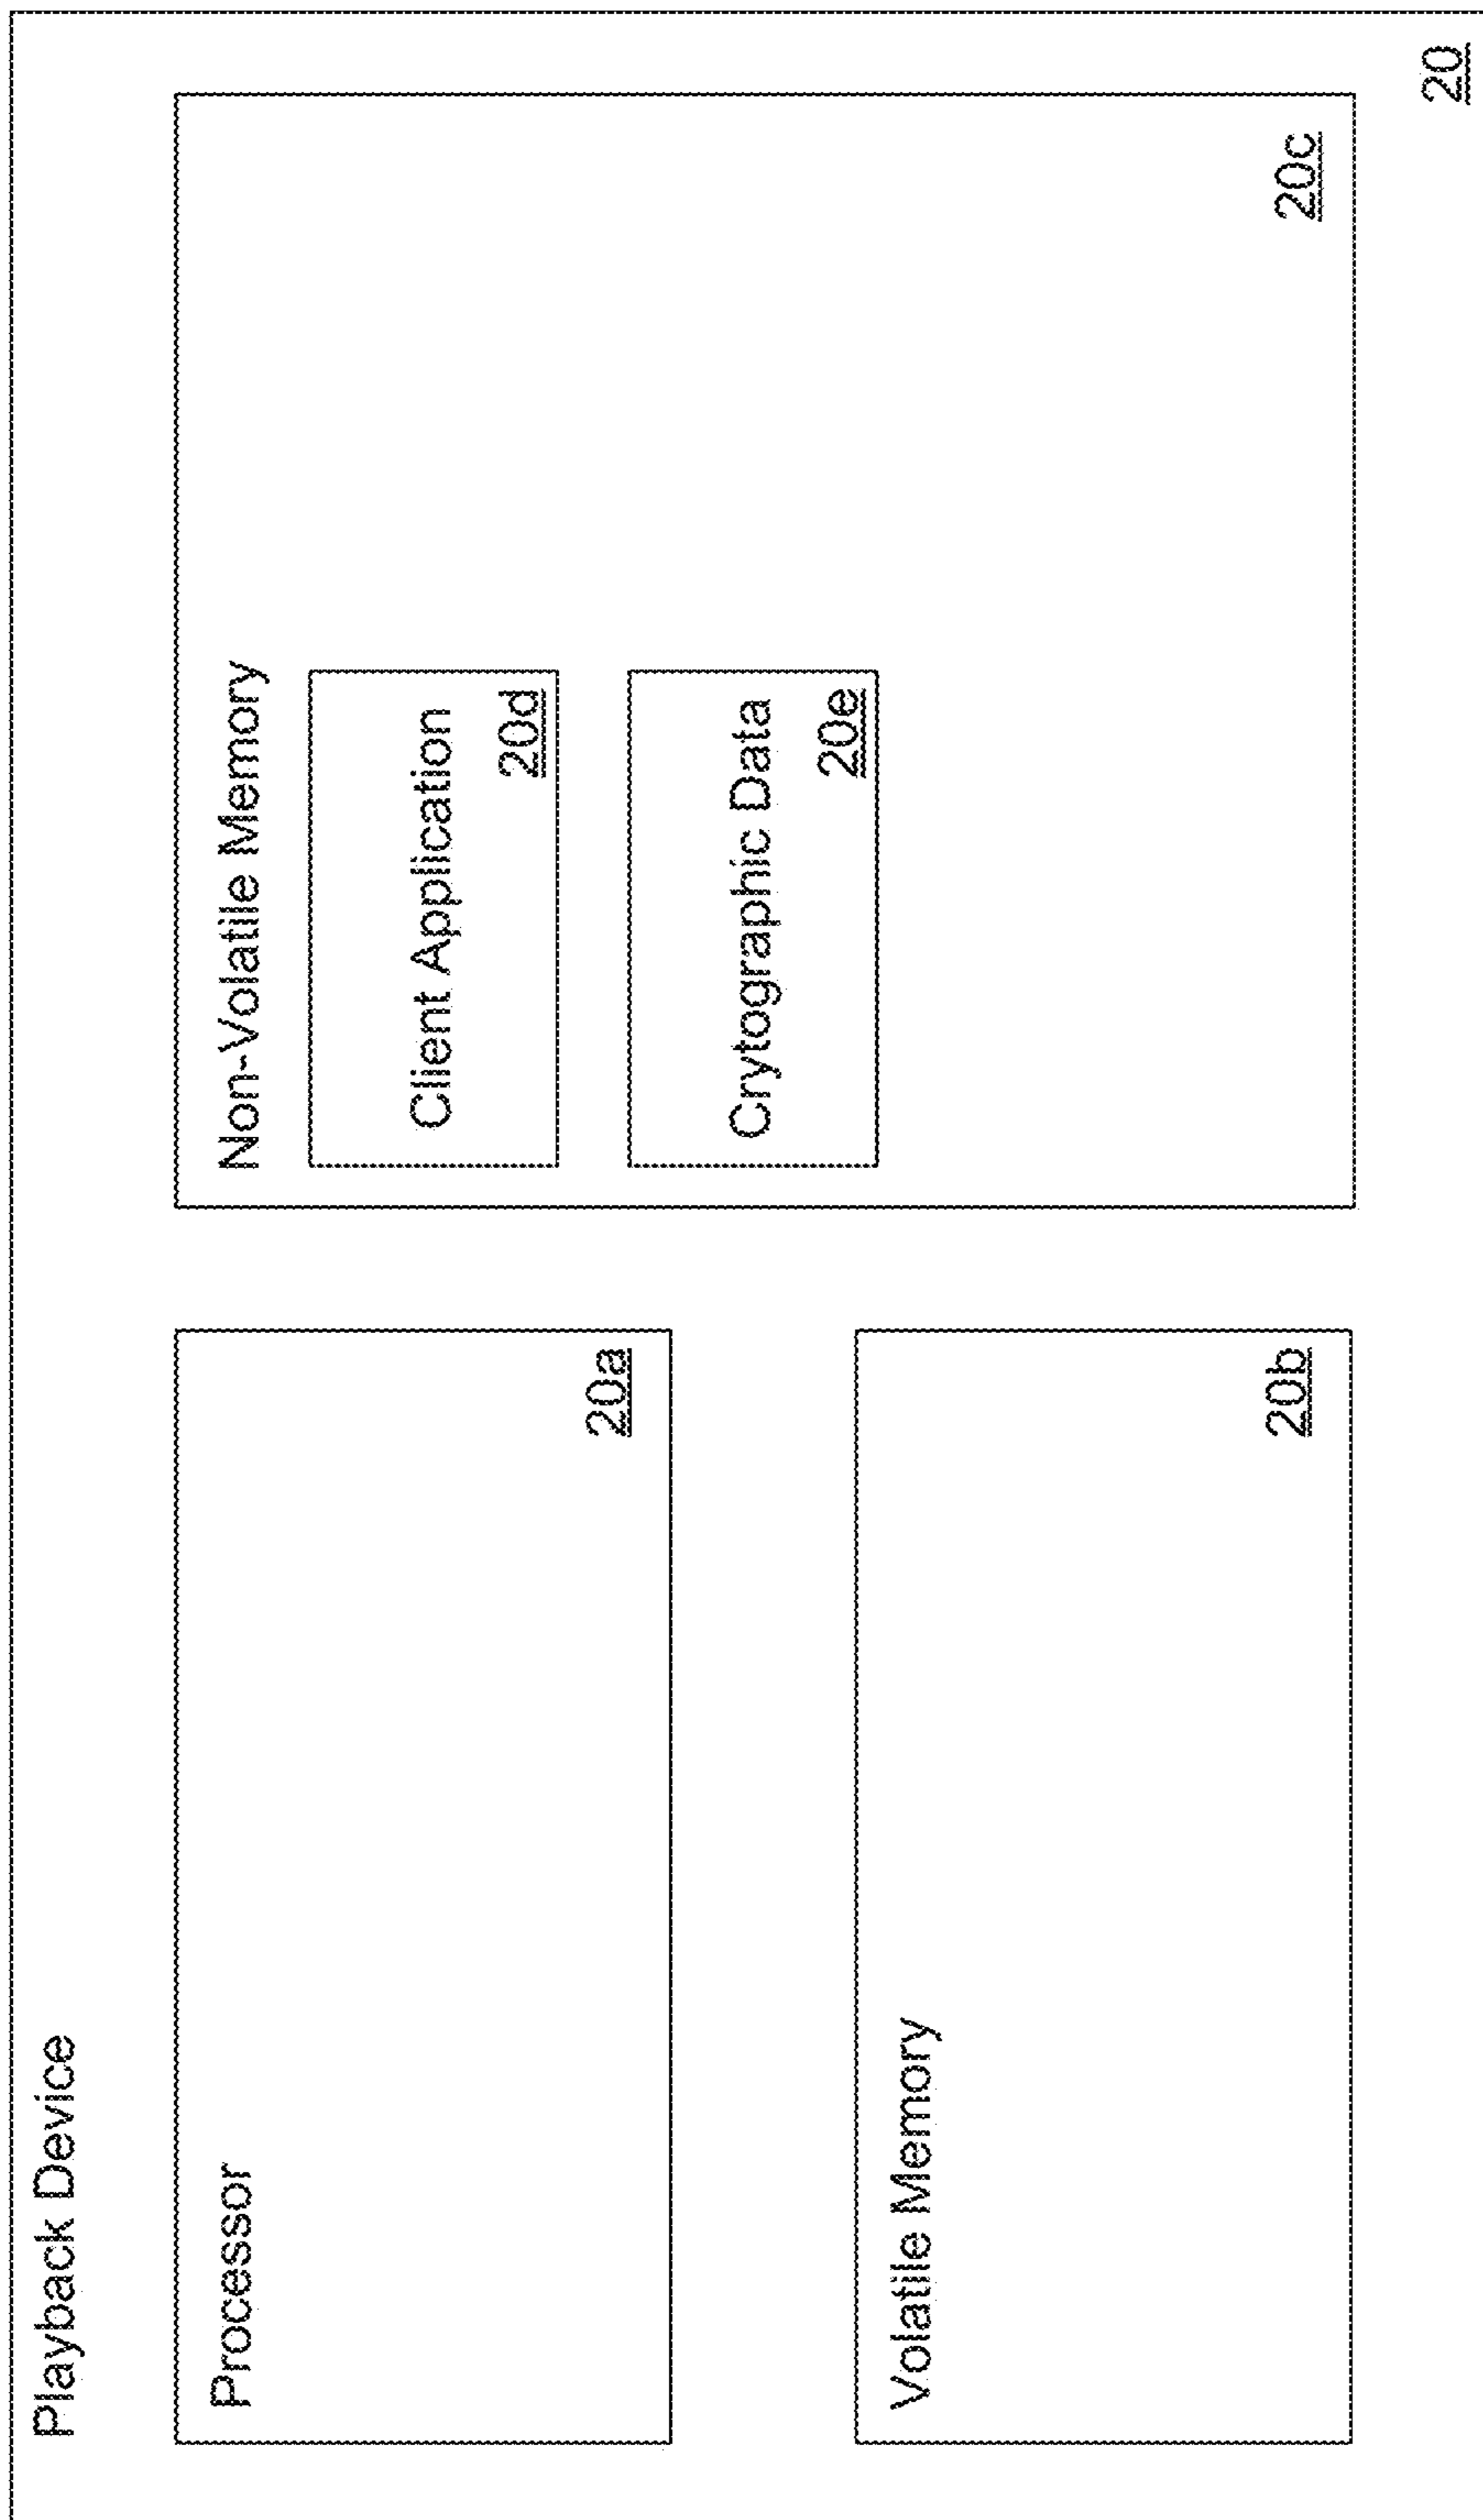 Playback Device
Processor
20a
Volatile Memory
20b
Non-Volatile Memory
Client Application
20d
Crytographic Data
20e
20c
20